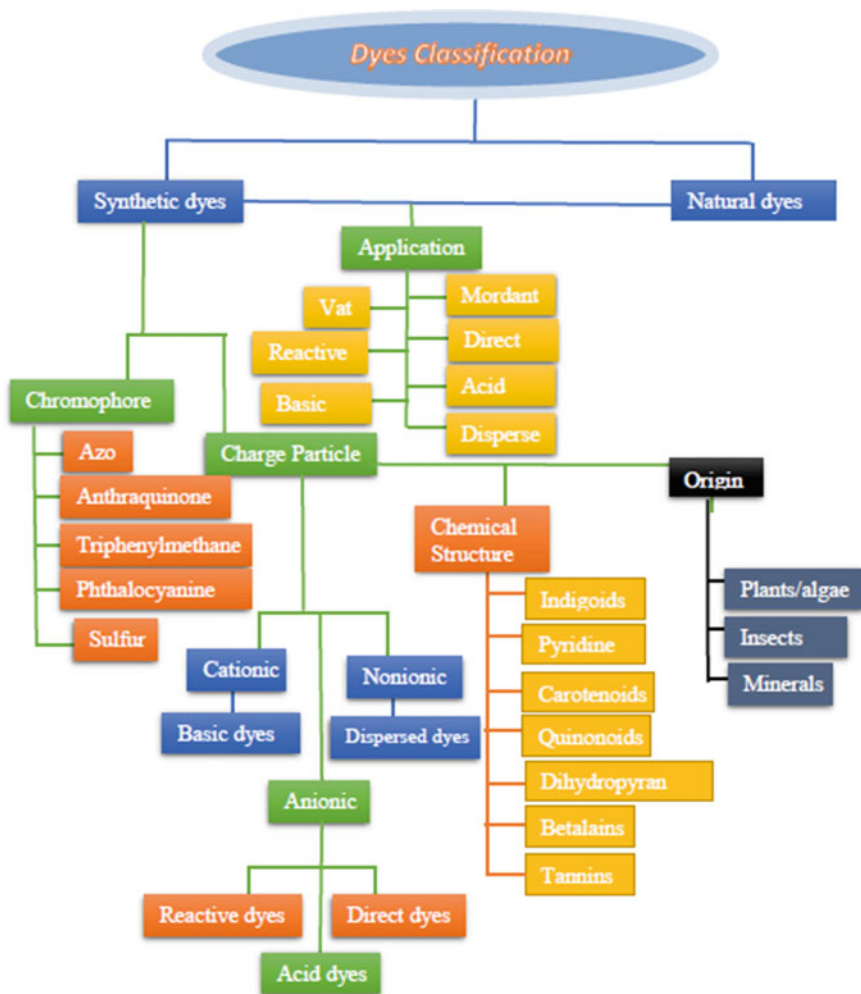 Dyes Classification
Synthetic dyes
Natural dyes
Application
Vat
Mordant
Reactive
Direct
Basic
Acid
Disperse
Chromophore
Azo
Anthraquinone
Triphenylmethane
Phthalocyanine
Sulfur
Charge Particle
Origin
Chemical
Structure
Indigoids
Pyridine
Carotenoids
Quinonoids
Dihydropyran
Betalains
Tannins
Plants/algae
Insects
Minerals
Cationic
Nonionic
Basic dyes
Dispersed dyes
Anionic
Reactive dyes
Direct dyes
Acid dyes